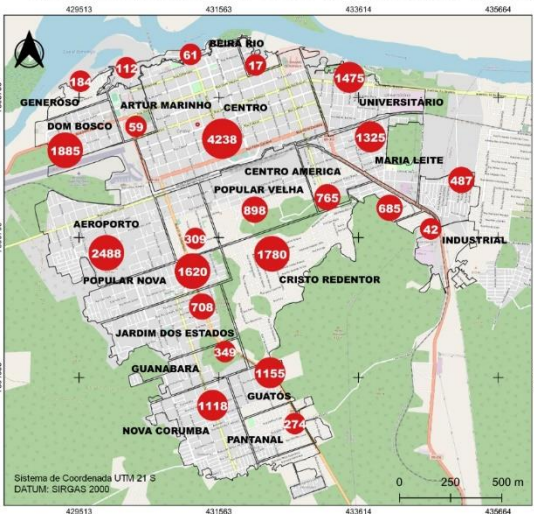 429513 431563 433614 435664
BEIRA RIO
61
17
112
1475
184
GENEROSO
ARTUR MARINHO
CENTRO
UNIVERSITÁRIO
DOM BOSCO
59
4238
1325
1885
MARIA LEITE
CENTRO AMERICA
487
POPULAR VELHA
765
685
898
AEROPORTO
42
309
INDUSTRIAL
2488
1780
1620
POPULAR NOVA
CRISTO REDENTOR
708
JARDIM DOS ESTADOS
349
GUANABARA
1155
GUATÓS
1118
274
NOVA CORUMBA
PANTANAL
Sistema de Coordenada UTM 21 S
DATUM: SIRGAS 2000
0 250 500 m
429513 431563 433614 435664